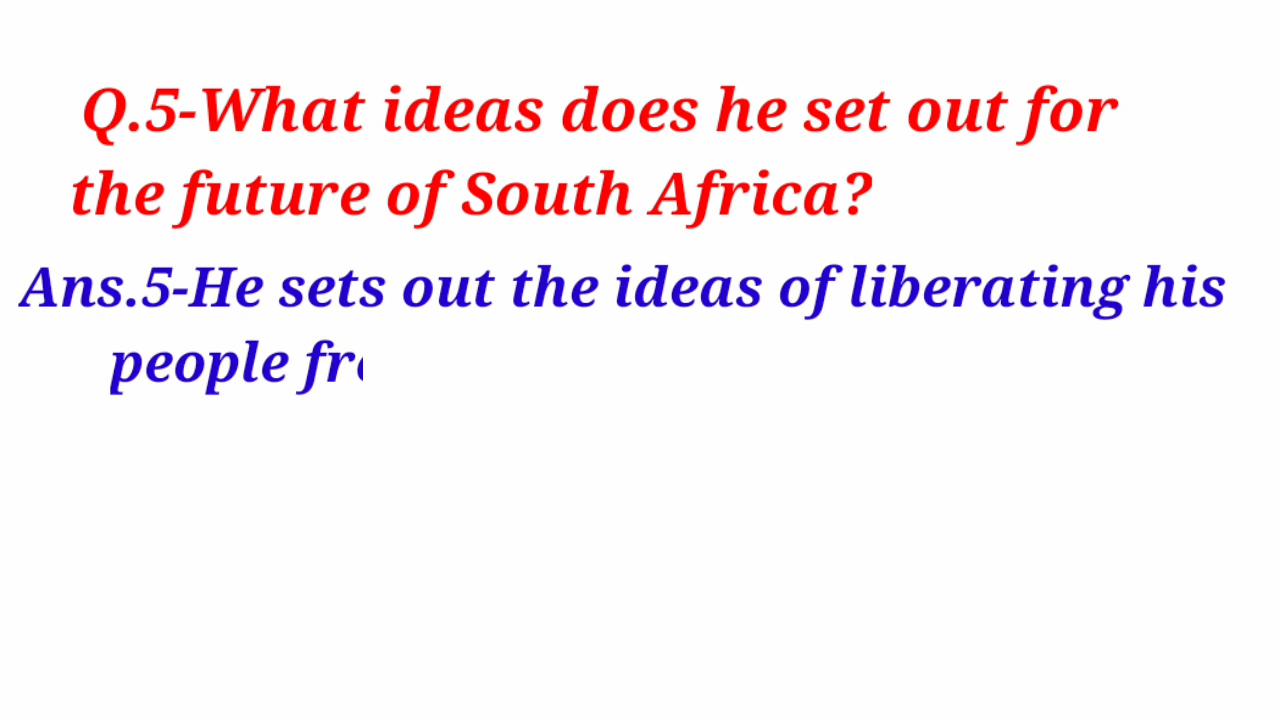 Q.5-What ideas does he set out for
the future of South Africa?
Ans.5-He sets out the ideas of liberating his
people